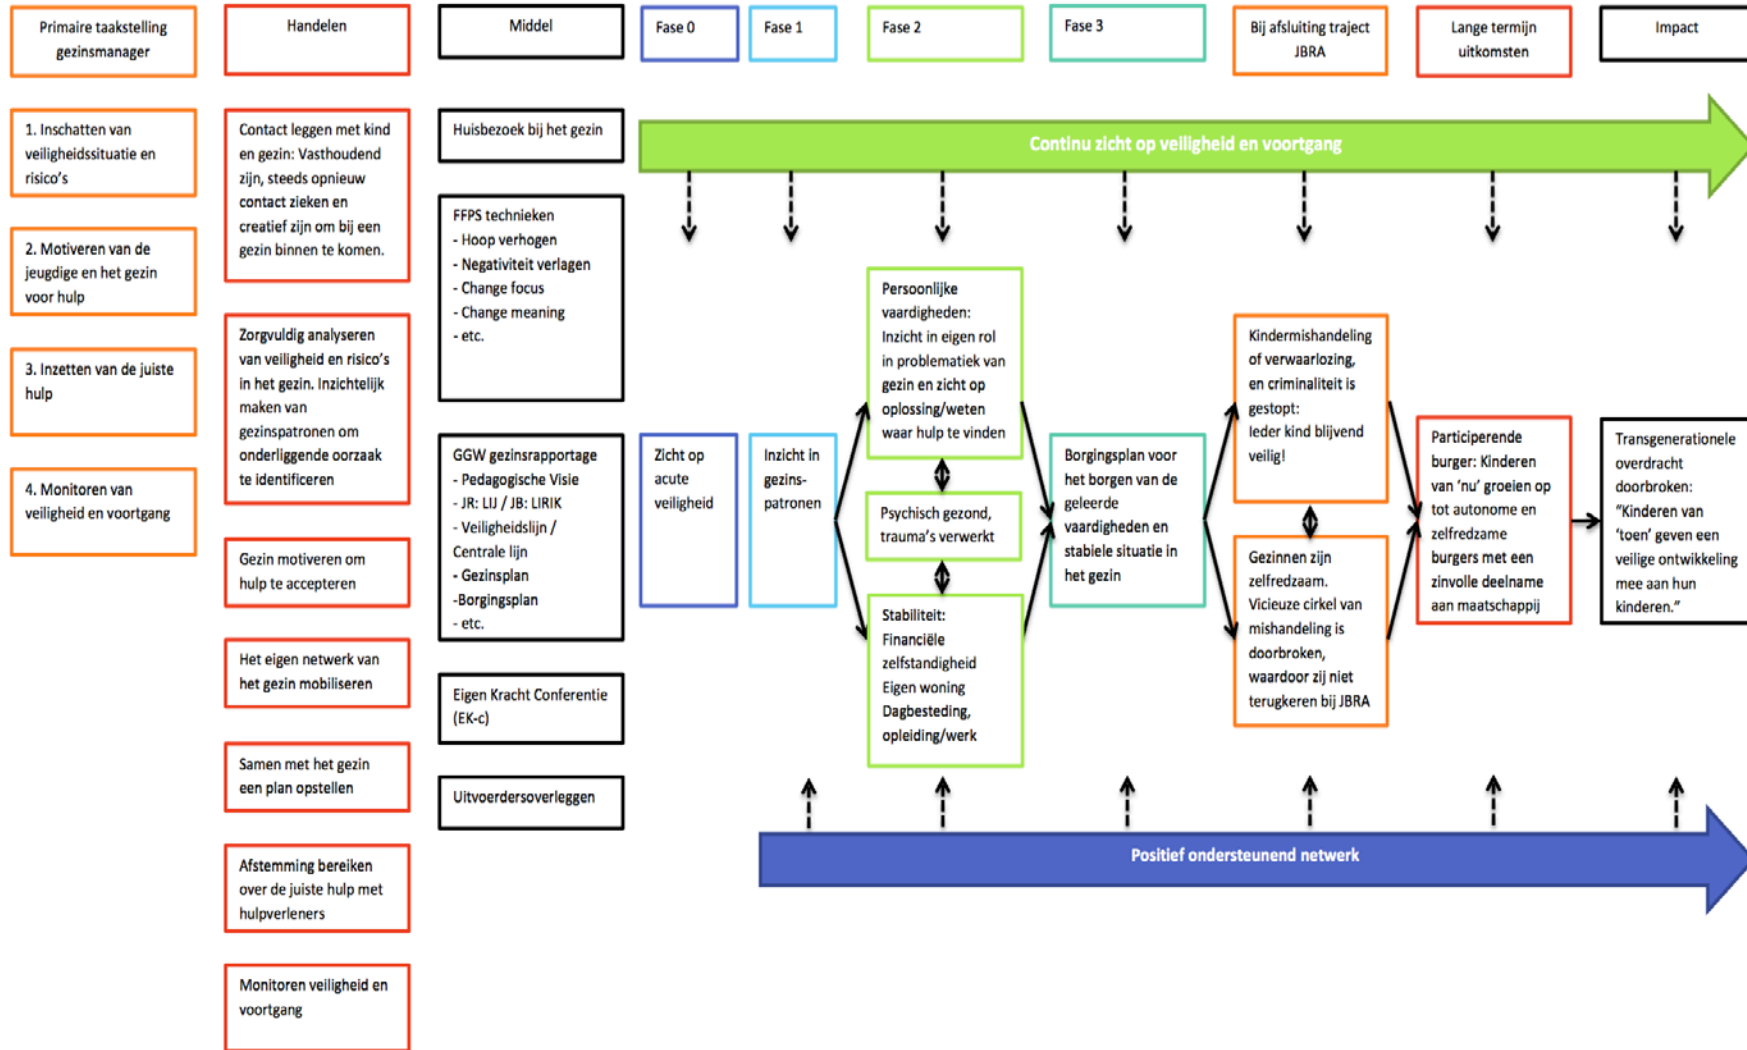 Primaire taakstelling
gezinsmanager
Handelen
Middel
Fase 0
Fase 1
Fase 2
Fase 3
Bij afsluiting traject
JBRA
Lange termijn
uitkomsten
Impact
1. Inschatten van
veiligheidssituatie en
risico's
2. Motiveren van de
jeugdige en het gezin
voor hulp
3. Inzetten van de juiste
hulp
4. Monitoren van
veiligheid en voortgang
Contact leggen met kind
en gezin: Vasthoudend
zijn, steeds opnieuw
contact zieken en
creatief zijn om bij een
gezin binnen te komen.
Zorgvuldig analyseren
van veiligheid en risico's
in het gezin. Inzichtelijk
maken van
gezinspatronen om
onderliggende oorzaak
te identificeren
Gezin motiveren om
hulp te accepteren
Het eigen netwerk van
het gezin mobiliseren
Samen met het gezin
een plan opstellen
Afstemming bereiken
over de juiste hulp met
hulpverleners
Monitoren veiligheid en
voortgang
Huisbezoek bij het gezin
FFPS technieken
- Hoop verhogen
- Negativiteit verlagen
- Change focus
- Change meaning
- etc.
GGW gezinsrapportage
- Pedagogische Visie
- JR: LIJ / JB: LIRIK
- Veiligheidslijn /
Centrale lijn
- Gezinsplan
-Borgingsplan
- etc.
Eigen Kracht Conferentie
(EK-c)
Uitvoerdersoverleggen
Continu zicht op veiligheid en voortgang
Zicht op
acute
veiligheid
Inzicht in
gezins-
patronen
Persoonlijke
vaardigheden:
Inzicht in eigen rol
in problematiek van
gezin en zicht op
oplossing/weten
waar hulp te vinden
Psychisch gezond,
trauma's verwerkt
Stabiliteit:
Financiële
zelfstandigheid
Eigen woning
Dagbesteding,
opleiding/werk
Borgingsplan voor
het borgen van de
geleerde
vaardigheden en
stabiele situatie in
het gezin
Kindermishandeling
of verwaarlozing,
en criminaliteit is
gestopt:
Ieder kind blijvend
veilig!
Gezinnen zijn
zelfredzaam.
Vicieuze cirkel van
mishandeling is
doorbroken,
waardoor zij niet
terugkeren bij JBRA
Participerende
burger: Kinderen
van 'nu' groeien op
tot autonome en
zelfredzame
burgers met een
zinvolle deelname
aan maatschappij
Transgenerationele
overdracht
doorbroken:
"Kinderen van
'toen' geven een
veilige ontwikkeling
mee aan hun
kinderen."
Positief ondersteunend netwerk